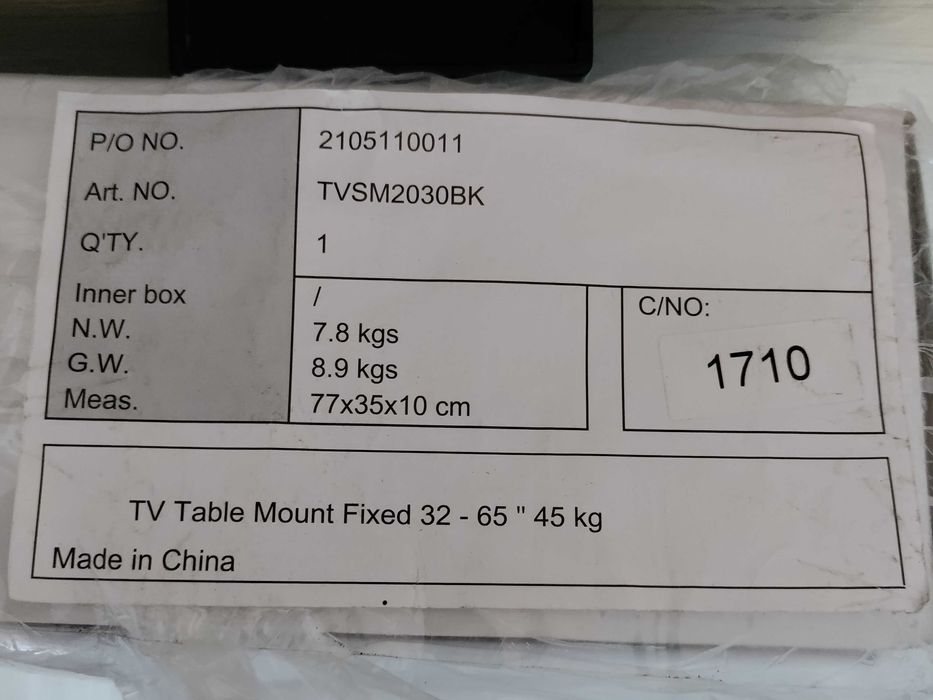 P/O NO. 2105110011
Art. NO. TVSM2030BK
Q'TY. 1
Inner box /
N.W. 7.8 kgs
G.W. 8.9 kgs
Meas. 77x35x10 cm
C/NO:
1710
TV Table Mount Fixed 32 - 65 " 45 kg
Made in China